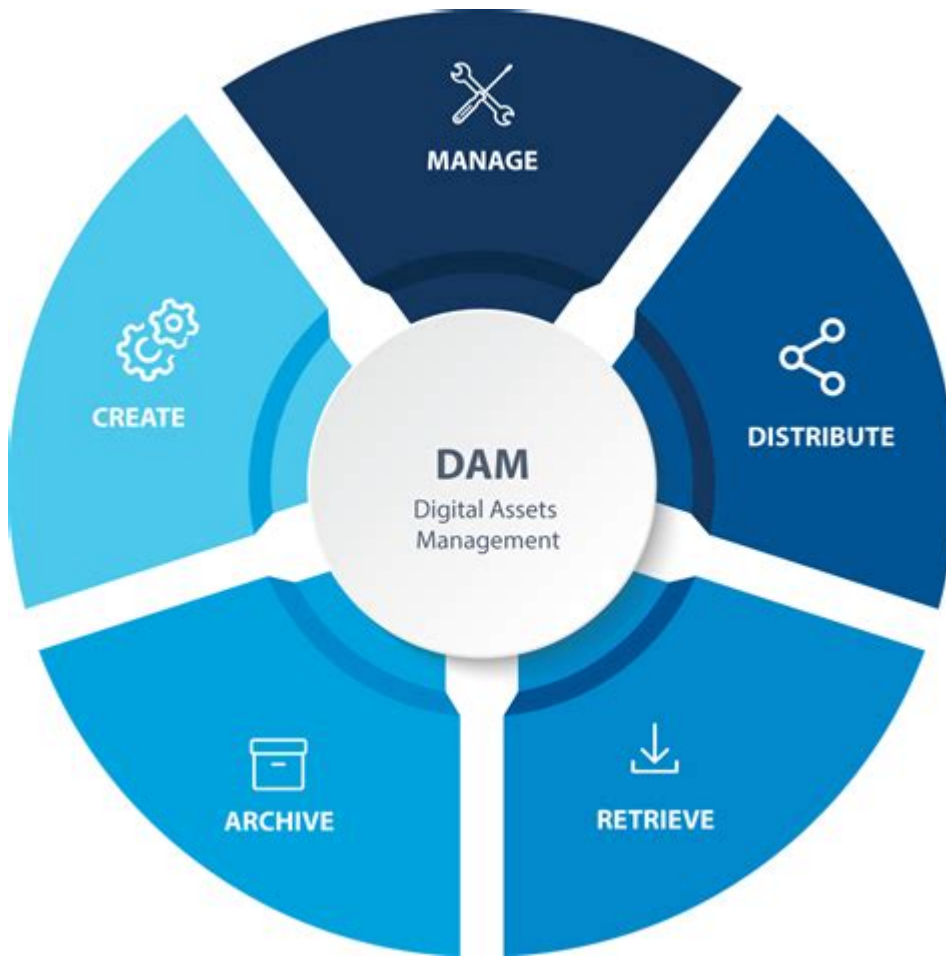 MANAGE
CREATE
DISTRIBUTE
DAM
Digital Assets
Management
ARCHIVE
RETRIEVE